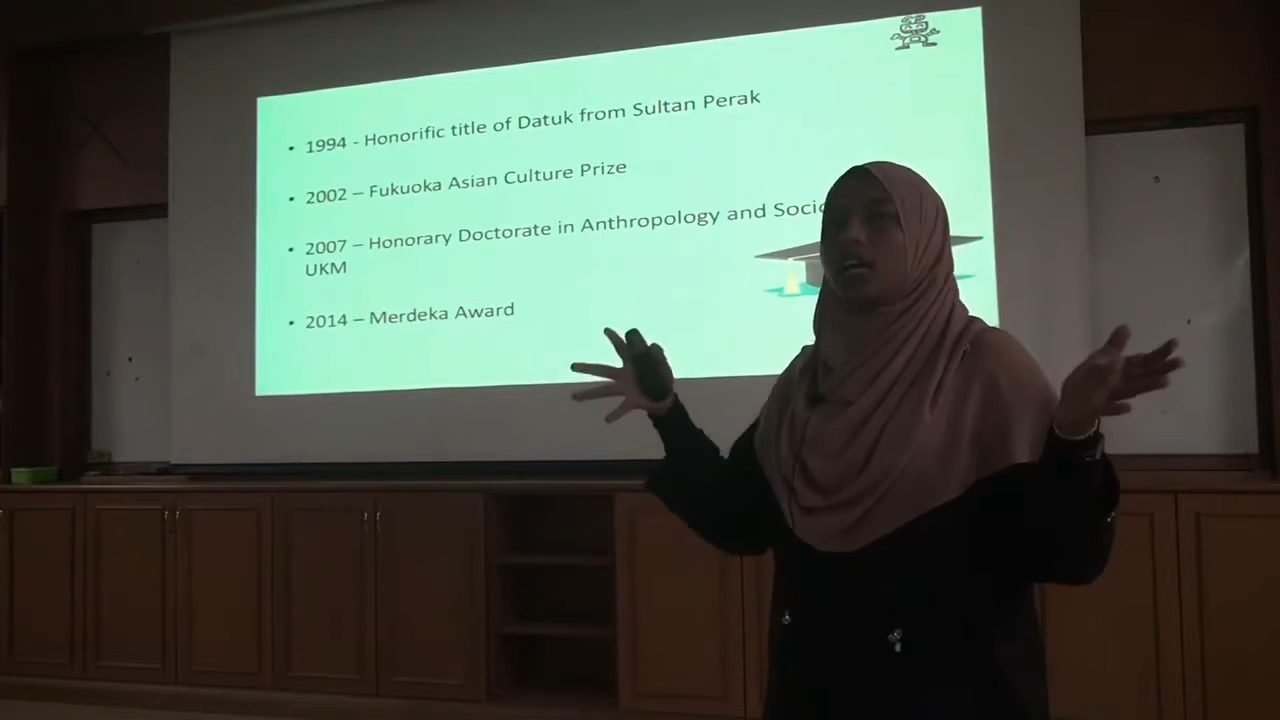 • 1994 - Honorific title of Datuk from Sultan Perak
• 2002 – Fukuoka Asian Culture Prize
• 2007 – Honorary Doctorate in Anthropology and
UKM
• 2014 – Merdeka Award